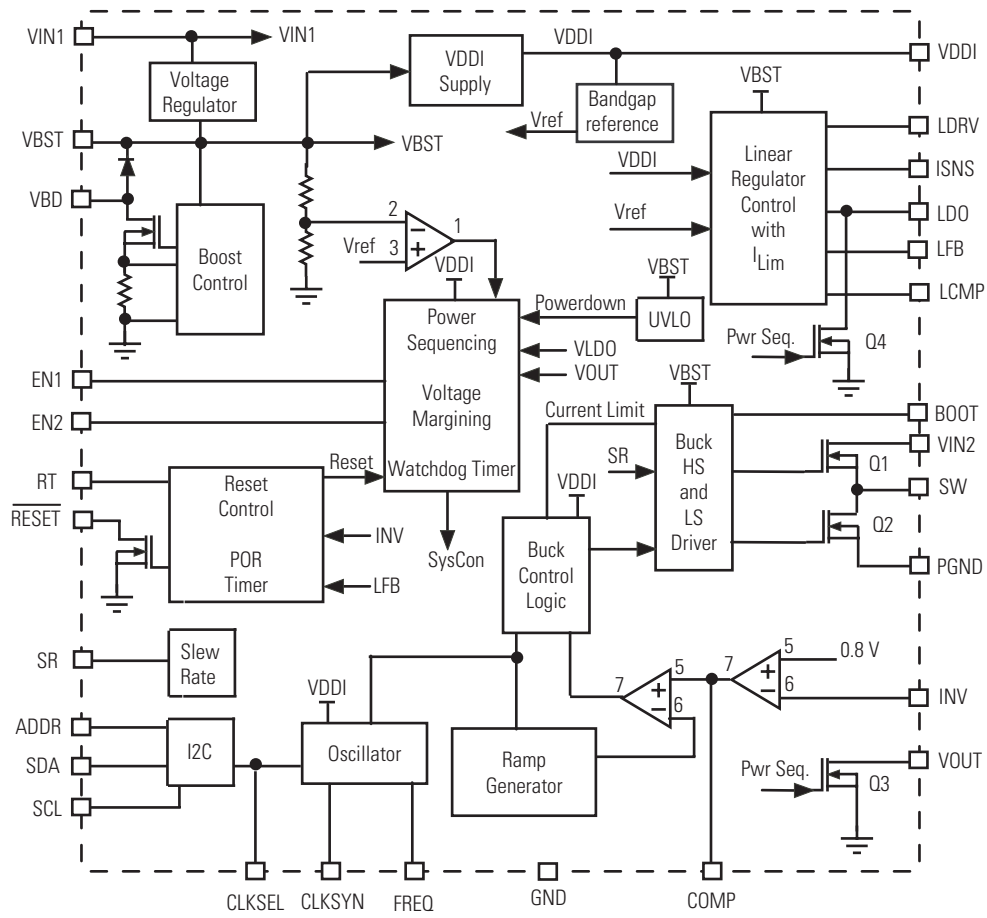 VIN1
VIN1
Voltage
Regulator
VDDI
Supply
VDDI
VDDI
Bandgap
reference
Vref
VBST
VBST
VBST
VBD
Boost
Control
2
3
1
Vref
VDDI
VDDI
Vref
Linear
Regulator
Control
with
ILim
LDRV
ISNS
LDO
LFB
LCMP
Power
Sequencing
Voltage
Margining
Watchdog Timer
Powerdown
VBST
UVLO
VLDO
VOUT
Pwr Seq.
Q4
EN1
EN2
RT
RESET
Reset
Control
POR
Timer
Reset
INV
LFB
SysCon
Current Limit
VBST
SR
VDDI
Buck
HS
and
LS
Driver
Buck
Control
Logic
BOOT
VIN2
Q1
SW
Q2
PGND
SR
Slew
Rate
ADDR
SDA
SCL
I2C
VDDI
Oscillator
Ramp
Generator
7
5
6
7
5
6
0.8 V
INV
VOUT
Pwr Seq.
Q3
CLKSEL
CLKSYN
FREQ
GND
COMP